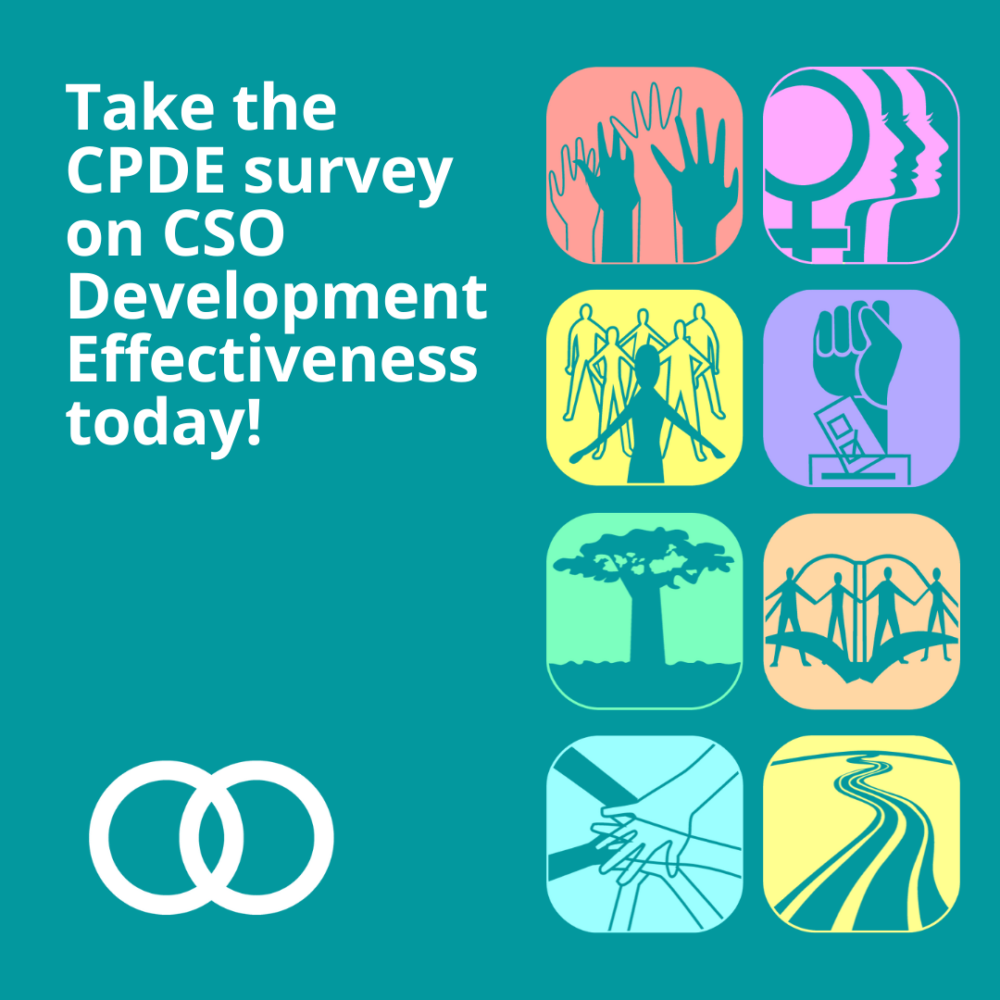 Take the
CPDE survey
on CSO
Development
Effectiveness
today!